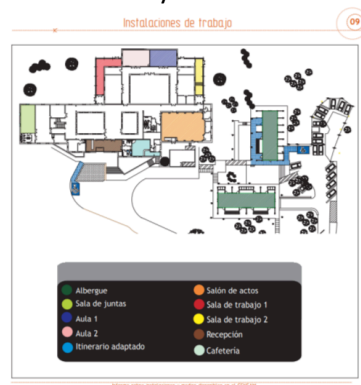 Instalaciones de trabajo
09
Albergue
Sala de juntas
Aula 1
Aula 2
Itinerario adaptado
Salón de actos
Sala de trabajo 1
Sala de trabajo 2
Recepción
Cafetería